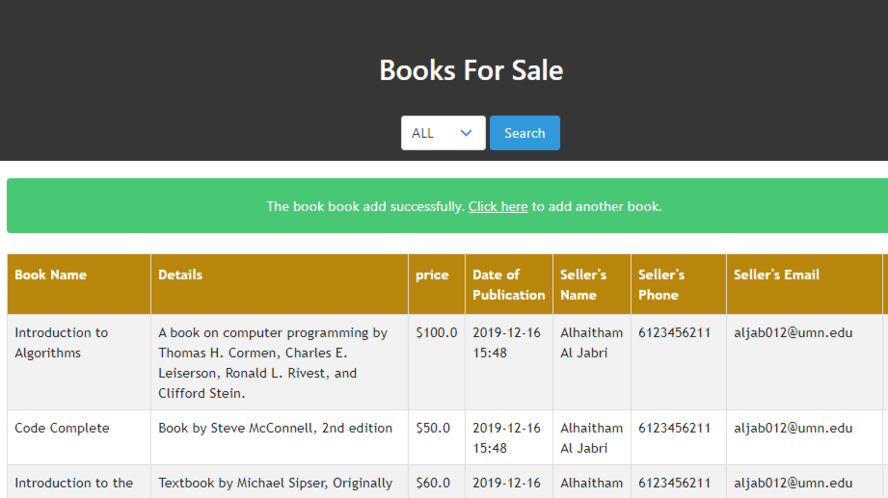 Books For Sale
ALL
Search
The book book add successfully. Click here to add another book.
Book Name
Details
price
Date of
Publication
Seller's
Name
Seller's
Phone
Seller's Email
Introduction to
Algorithms
A book on computer programming by
Thomas H. Cormen, Charles E.
Leiserson, Ronald L. Rivest, and
Clifford Stein.
$100.0
2019-12-16
15:48
Alhaitham
Al Jabri
6123456211
aljab012@umn.edu
Code Complete
Book by Steve McConnell, 2nd edition
$50.0
2019-12-16
15:48
Alhaitham
Al Jabri
6123456211
aljab012@umn.edu
Introduction to the
Textbook by Michael Sipser, Originally
$60.0
2019-12-16
Alhaitham
6123456211
aljab012@umn.edu